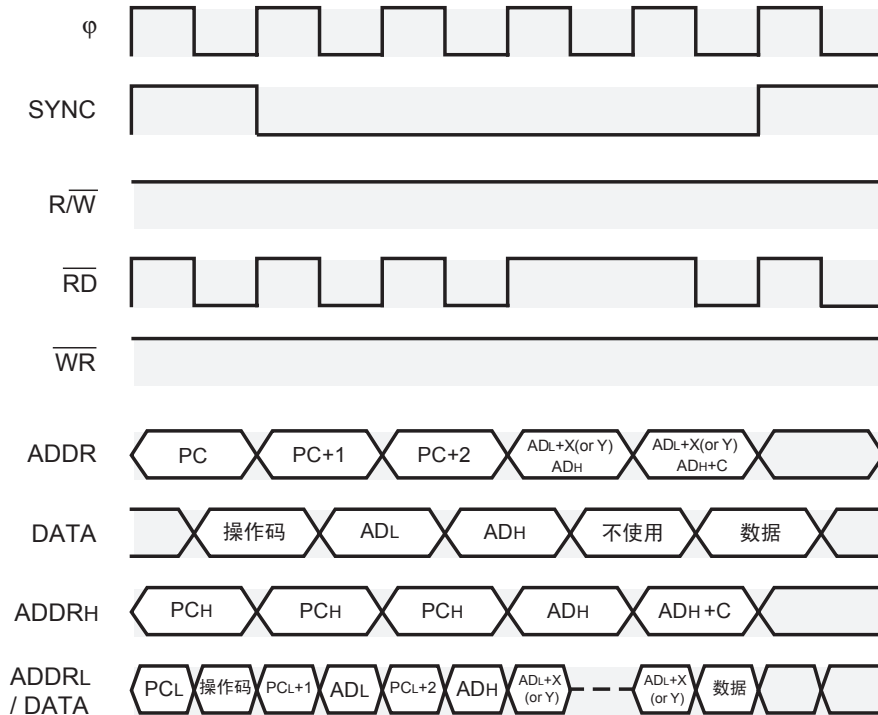 φ
SYNC
R/W̅
R̅D̅
W̅R̅
ADDR PC PC+1 PC+2 ADL+X(or Y) ADH ADL+X(or Y) ADH+C
DATA 操作码 ADL ADH 不使用 数据
ADDRH PCH PCH PCH ADH ADH+C
ADDRL / DATA PCL 操作码 PCL+1 ADL PCL+2 ADH ADL+X (or Y) ADL+X (or Y) 数据